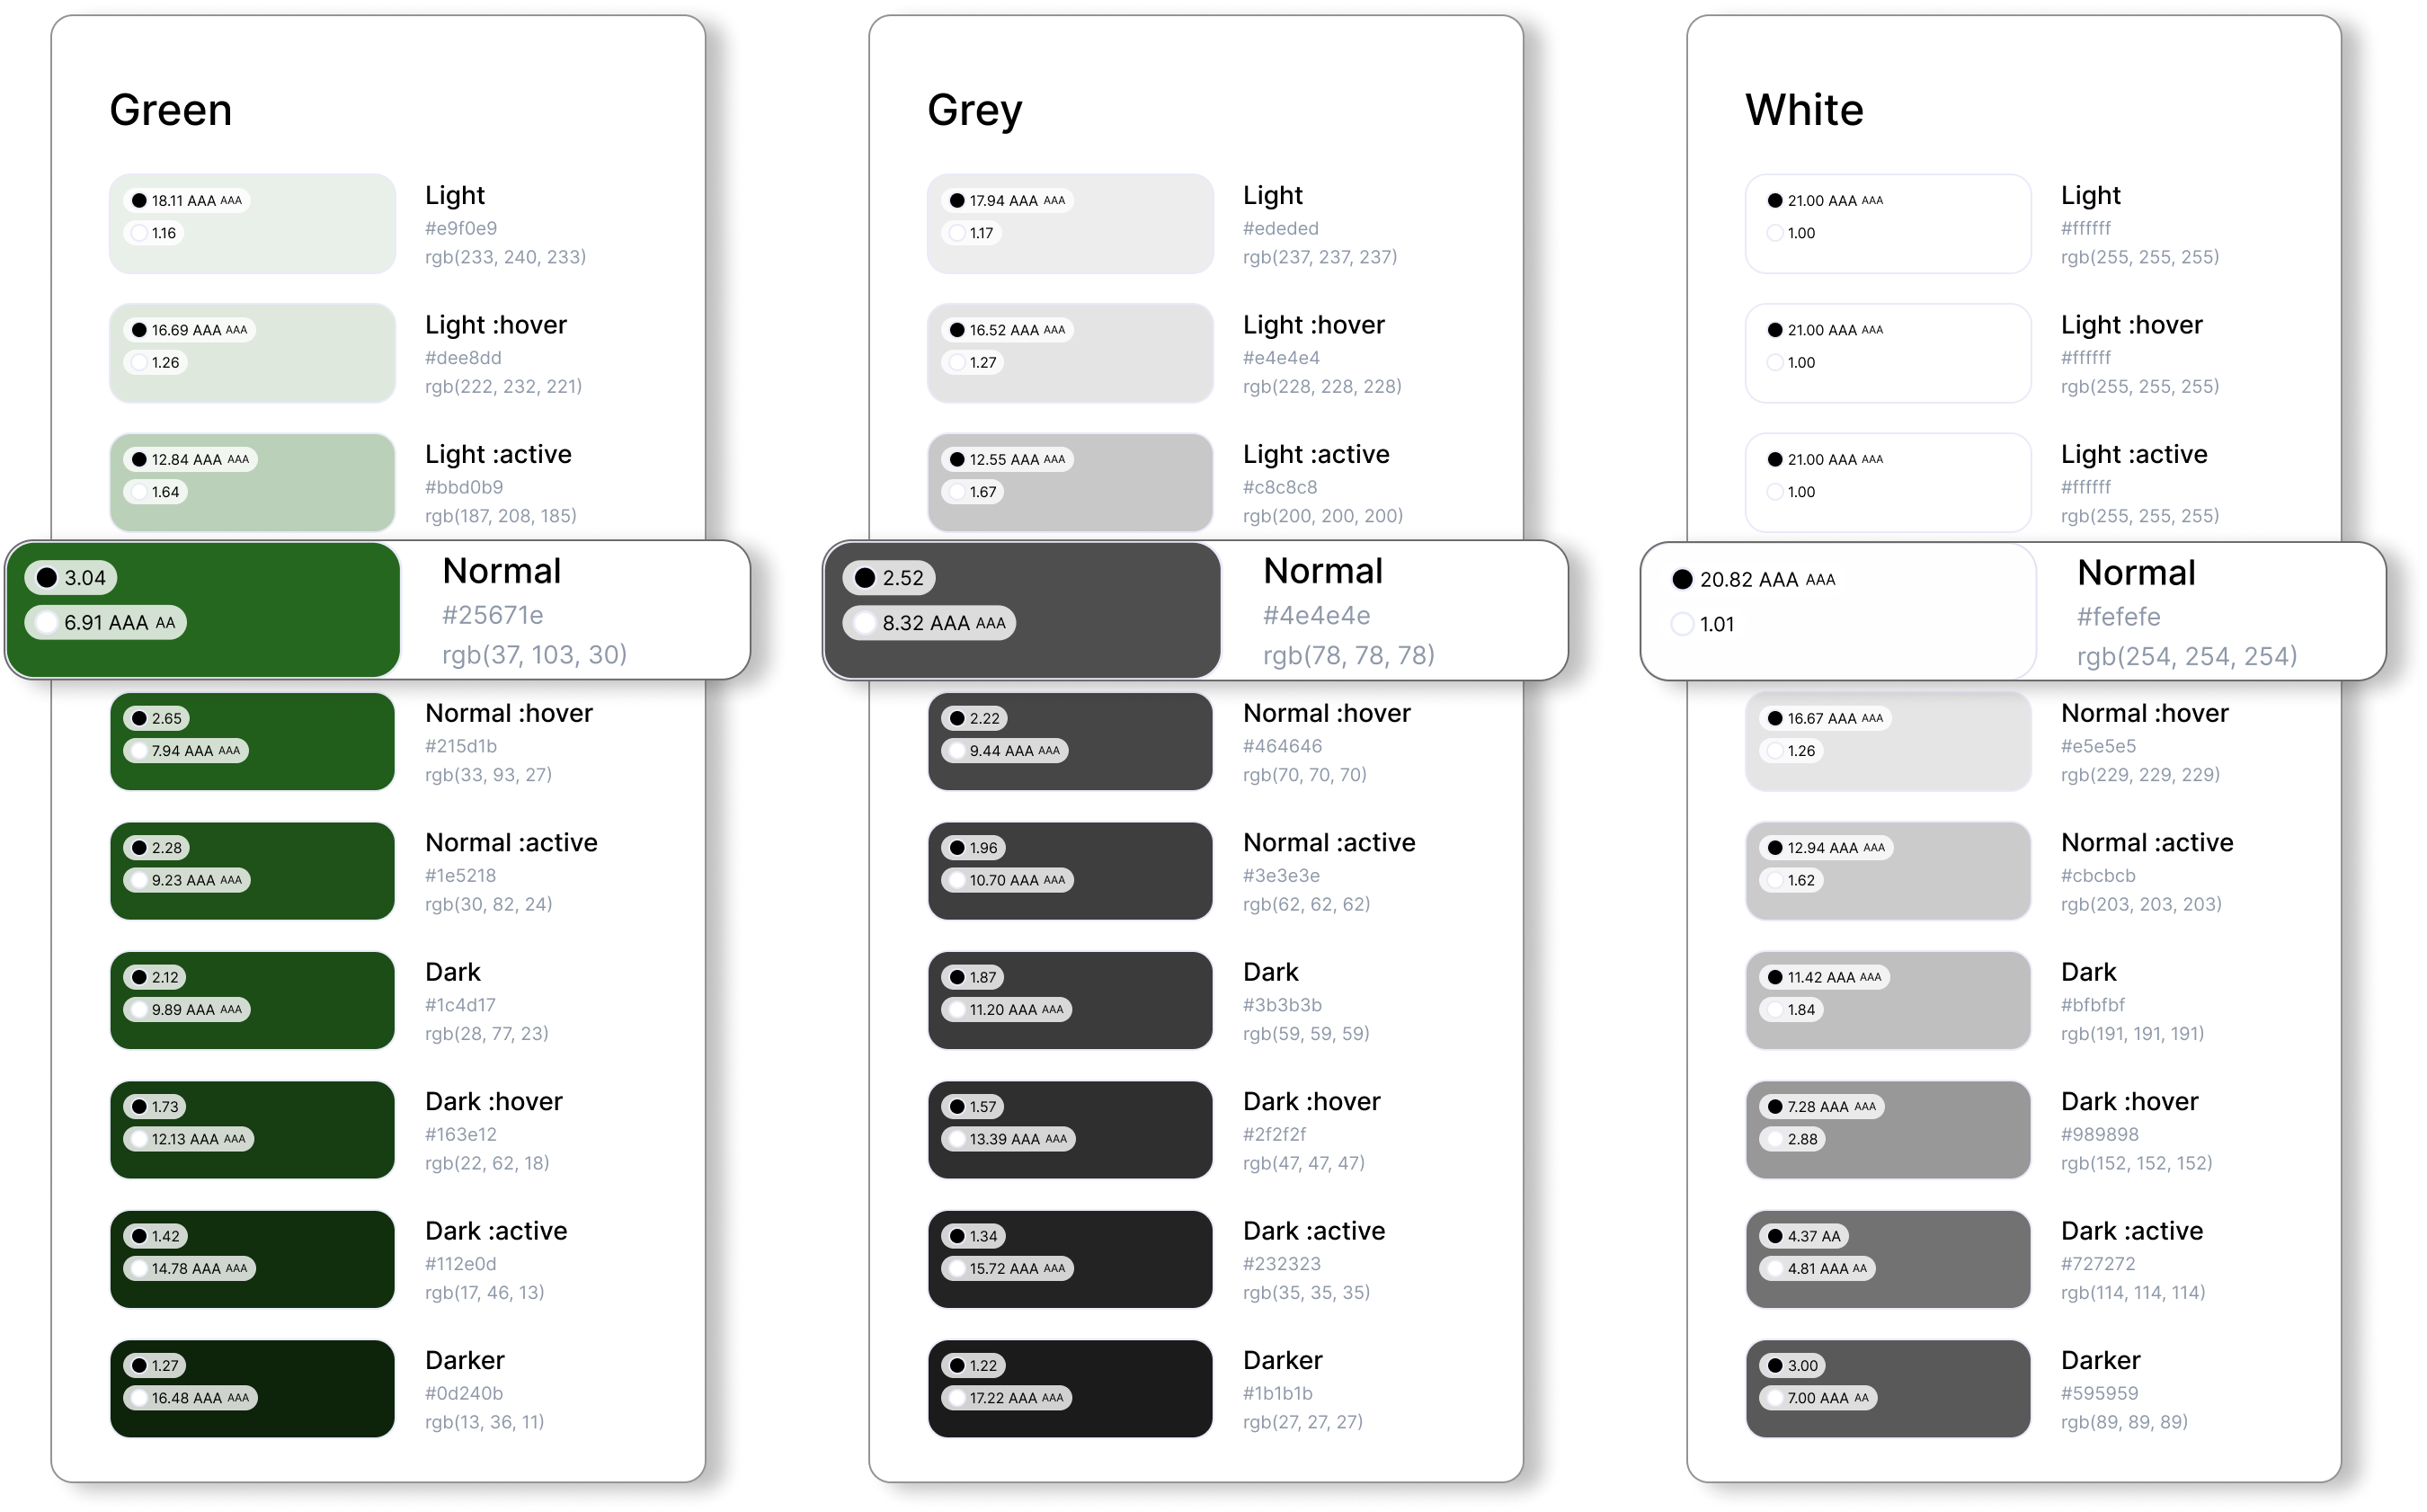 Green
18.11 AAA AAA
1.16
Light
#e9f0e9
rgb(233, 240, 233)
16.69 AAA AAA
1.26
Light :hover
#dee8dd
rgb(222, 232, 221)
12.84 AAA AAA
1.64
Light :active
#bbd0b9
rgb(187, 208, 185)
3.04
6.91 AAA AA
Normal
#25671e
rgb(37, 103, 30)
2.65
7.94 AAA AAA
Normal :hover
#215d1b
rgb(33, 93, 27)
2.28
9.23 AAA AAA
Normal :active
#1e5218
rgb(30, 82, 24)
2.12
9.89 AAA AAA
Dark
#1c4d17
rgb(28, 77, 23)
1.73
12.13 AAA AAA
Dark :hover
#163e12
rgb(22, 62, 18)
1.42
14.78 AAA AAA
Dark :active
#112e0d
rgb(17, 46, 13)
1.27
16.48 AAA AAA
Darker
#0d240b
rgb(13, 36, 11)
Grey
17.94 AAA AAA
1.17
Light
#ededed
rgb(237, 237, 237)
16.52 AAA AAA
1.27
Light :hover
#e4e4e4
rgb(228, 228, 228)
12.55 AAA AAA
1.67
Light :active
#c8c8c8
rgb(200, 200, 200)
2.52
8.32 AAA AAA
Normal
#4e4e4e
rgb(78, 78, 78)
2.22
9.44 AAA AAA
Normal :hover
#464646
rgb(70, 70, 70)
1.96
10.70 AAA AAA
Normal :active
#3e3e3e
rgb(62, 62, 62)
1.87
11.20 AAA AAA
Dark
#3b3b3b
rgb(59, 59, 59)
1.57
13.39 AAA AAA
Dark :hover
#2f2f2f
rgb(47, 47, 47)
1.34
15.72 AAA AAA
Dark :active
#232323
rgb(35, 35, 35)
1.22
17.22 AAA AAA
Darker
#1b1b1b
rgb(27, 27, 27)
White
21.00 AAA AAA
1.00
Light
#ffffff
rgb(255, 255, 255)
21.00 AAA AAA
1.00
Light :hover
#ffffff
rgb(255, 255, 255)
21.00 AAA AAA
1.00
Light :active
#ffffff
rgb(255, 255, 255)
20.82 AAA AAA
1.01
Normal
#fefefe
rgb(254, 254, 254)
16.67 AAA AAA
1.26
Normal :hover
#e5e5e5
rgb(229, 229, 229)
12.94 AAA AAA
1.62
Normal :active
#cbcbcb
rgb(203, 203, 203)
11.42 AAA AAA
1.84
Dark
#bfbfbf
rgb(191, 191, 191)
7.28 AAA AAA
2.88
Dark :hover
#989898
rgb(152, 152, 152)
4.37 AA
4.81 AAA AA
Dark :active
#727272
rgb(114, 114, 114)
3.00
7.00 AAA AA
Darker
#595959
rgb(89, 89, 89)